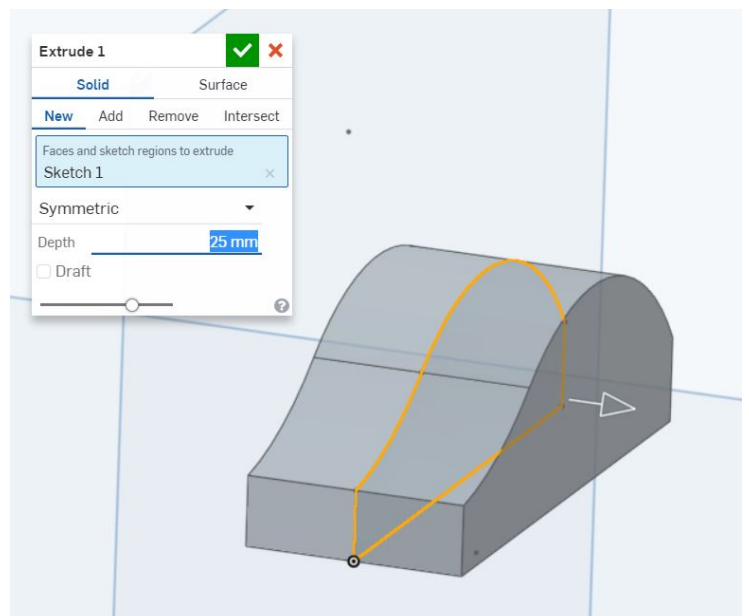 Extrude 1
Solid Surface
New Add Remove Intersect
Faces and sketch regions to extrude
Sketch 1
Symmetric
Depth 25 mm
Draft